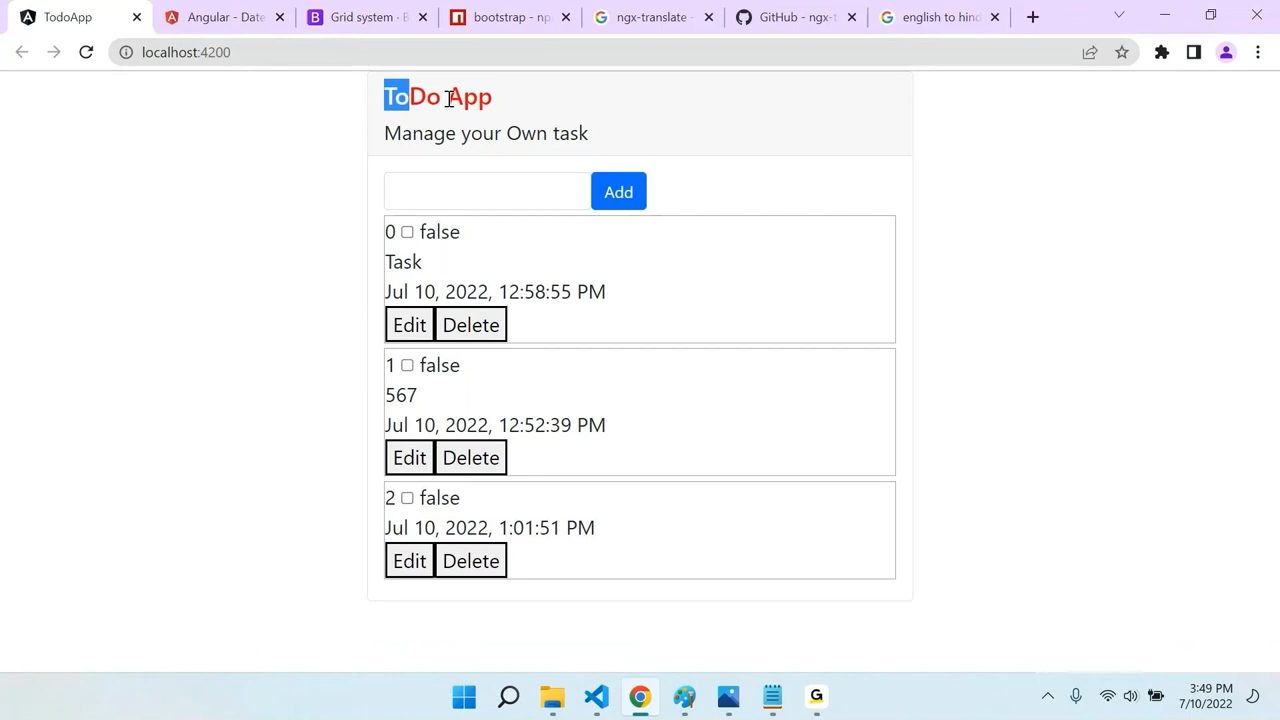 TodoApp
Angular - Date
Grid system · B
bootstrap - np
ngx-translate -
GitHub - ngx-t
english to hind
localhost:4200
ToDo App
Manage your Own task
Add
0 false
Task
Jul 10, 2022, 12:58:55 PM
Edit Delete
1 false
567
Jul 10, 2022, 12:52:39 PM
Edit Delete
2 false
Jul 10, 2022, 1:01:51 PM
Edit Delete
3:49 PM
7/10/2022